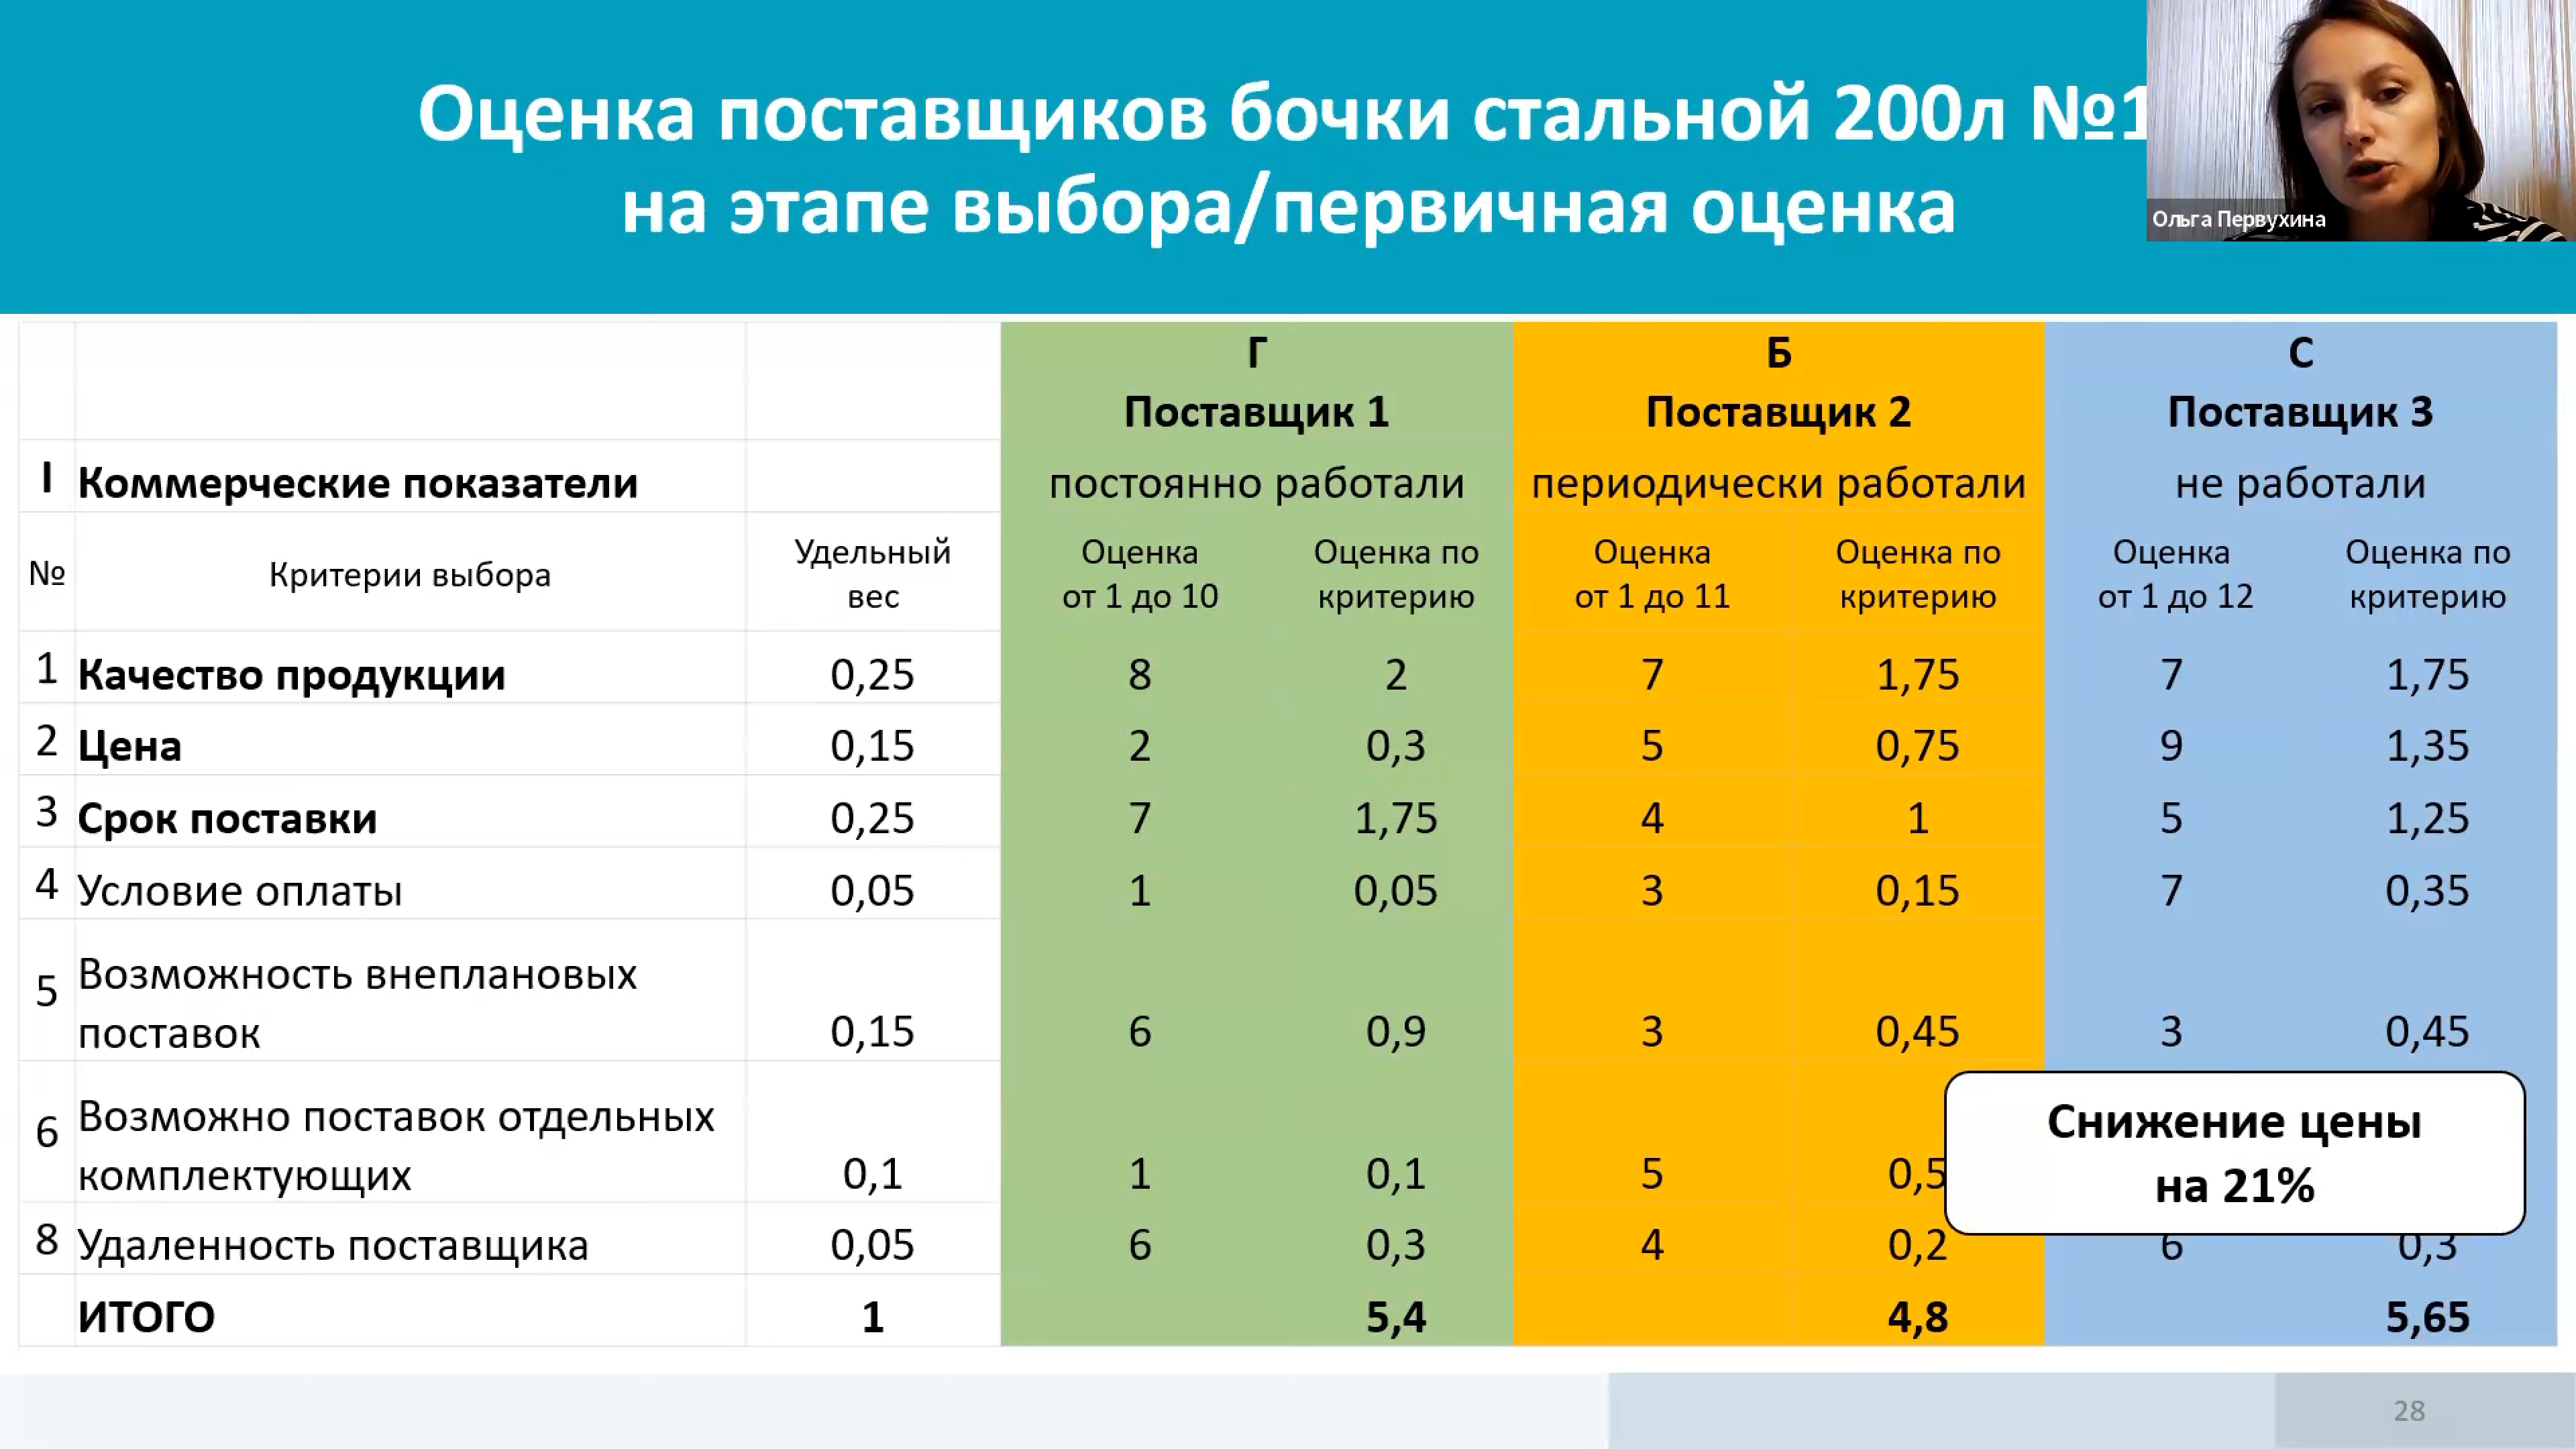 Оценка поставщиков бочки стальной 200л №1
на этапе выбора/первичная оценка
Ольга Первухина
Г Б С
Поставщик 1 Поставщик 2 Поставщик 3
I Коммерческие показатели постоянно работали периодически работали не работали
№ Критерии выбора Удельный вес Оценка от 1 до 10 Оценка по критерию Оценка от 1 до 11 Оценка по критерию Оценка от 1 до 12 Оценка по критерию
1 Качество продукции 0,25 8 2 7 1,75 7 1,75
2 Цена 0,15 2 0,3 5 0,75 9 1,35
3 Срок поставки 0,25 7 1,75 4 1 5 1,25
4 Условие оплаты 0,05 1 0,05 3 0,15 7 0,35
5 Возможность внеплановых
поставок 0,15 6 0,9 3 0,45 3 0,45
6 Возможно поставок отдельных
комплектующих 0,1 1 0,1 5 0,5
Снижение цены
на 21%
8 Удаленность поставщика 0,05 6 0,3 4 0,2 6 0,3
ИТОГО 1 5,4 4,8 5,65
28